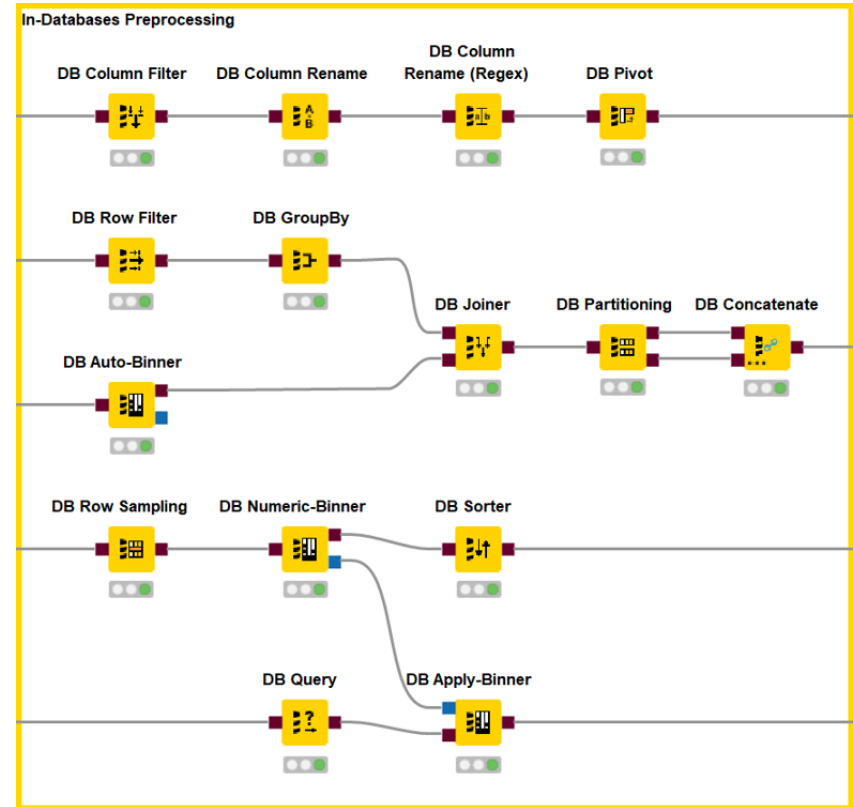 In-Databases Preprocessing
DB Column Filter
DB Column Rename
DB Column
Rename (Regex)
DB Pivot
A
B
a b
DB Row Filter
DB GroupBy
DB Joiner
DB Partitioning
DB Concatenate
DB Auto-Binner
DB Row Sampling
DB Numeric-Binner
DB Sorter
DB Query
DB Apply-Binner
?